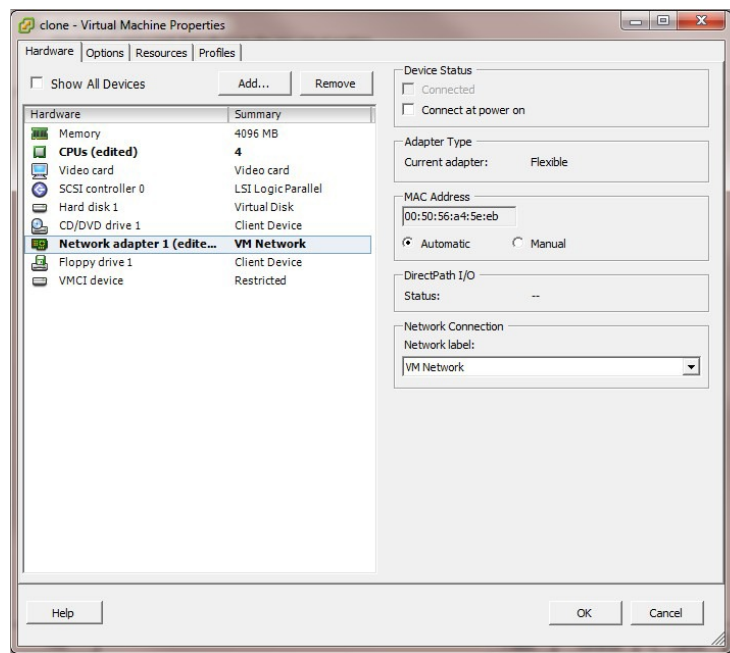 clone - Virtual Machine Properties
Hardware Options Resources Profiles
Show All Devices Add... Remove
Hardware Summary
Memory 4096 MB
CPUs (edited) 4
Video card Video card
SCSI controller 0 LSI Logic Parallel
Hard disk 1 Virtual Disk
CD/DVD drive 1 Client Device
Network adapter 1 (edite... VM Network
Floppy drive 1 Client Device
VMCI device Restricted
Device Status
Connected
Connect at power on
Adapter Type
Current adapter: Flexible
MAC Address
00:50:56:a4:5e:eb
Automatic Manual
DirectPath I/O
Status: --
Network Connection
Network label:
VM Network
Help OK Cancel